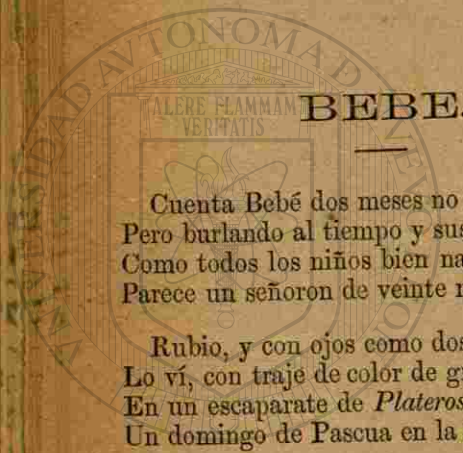 BEBE
Cuenta Bebé dos meses no
Pero burlando al tiempo y sus
Como todos los niños bien na
Parece un señoron de veinte
Rubio, y con ojos como dos
Lo ví, con traje de color de g
En un escaparate de Plateros
Un domingo de Pascua en la
ALERE FLAMMAM
VERITATIS